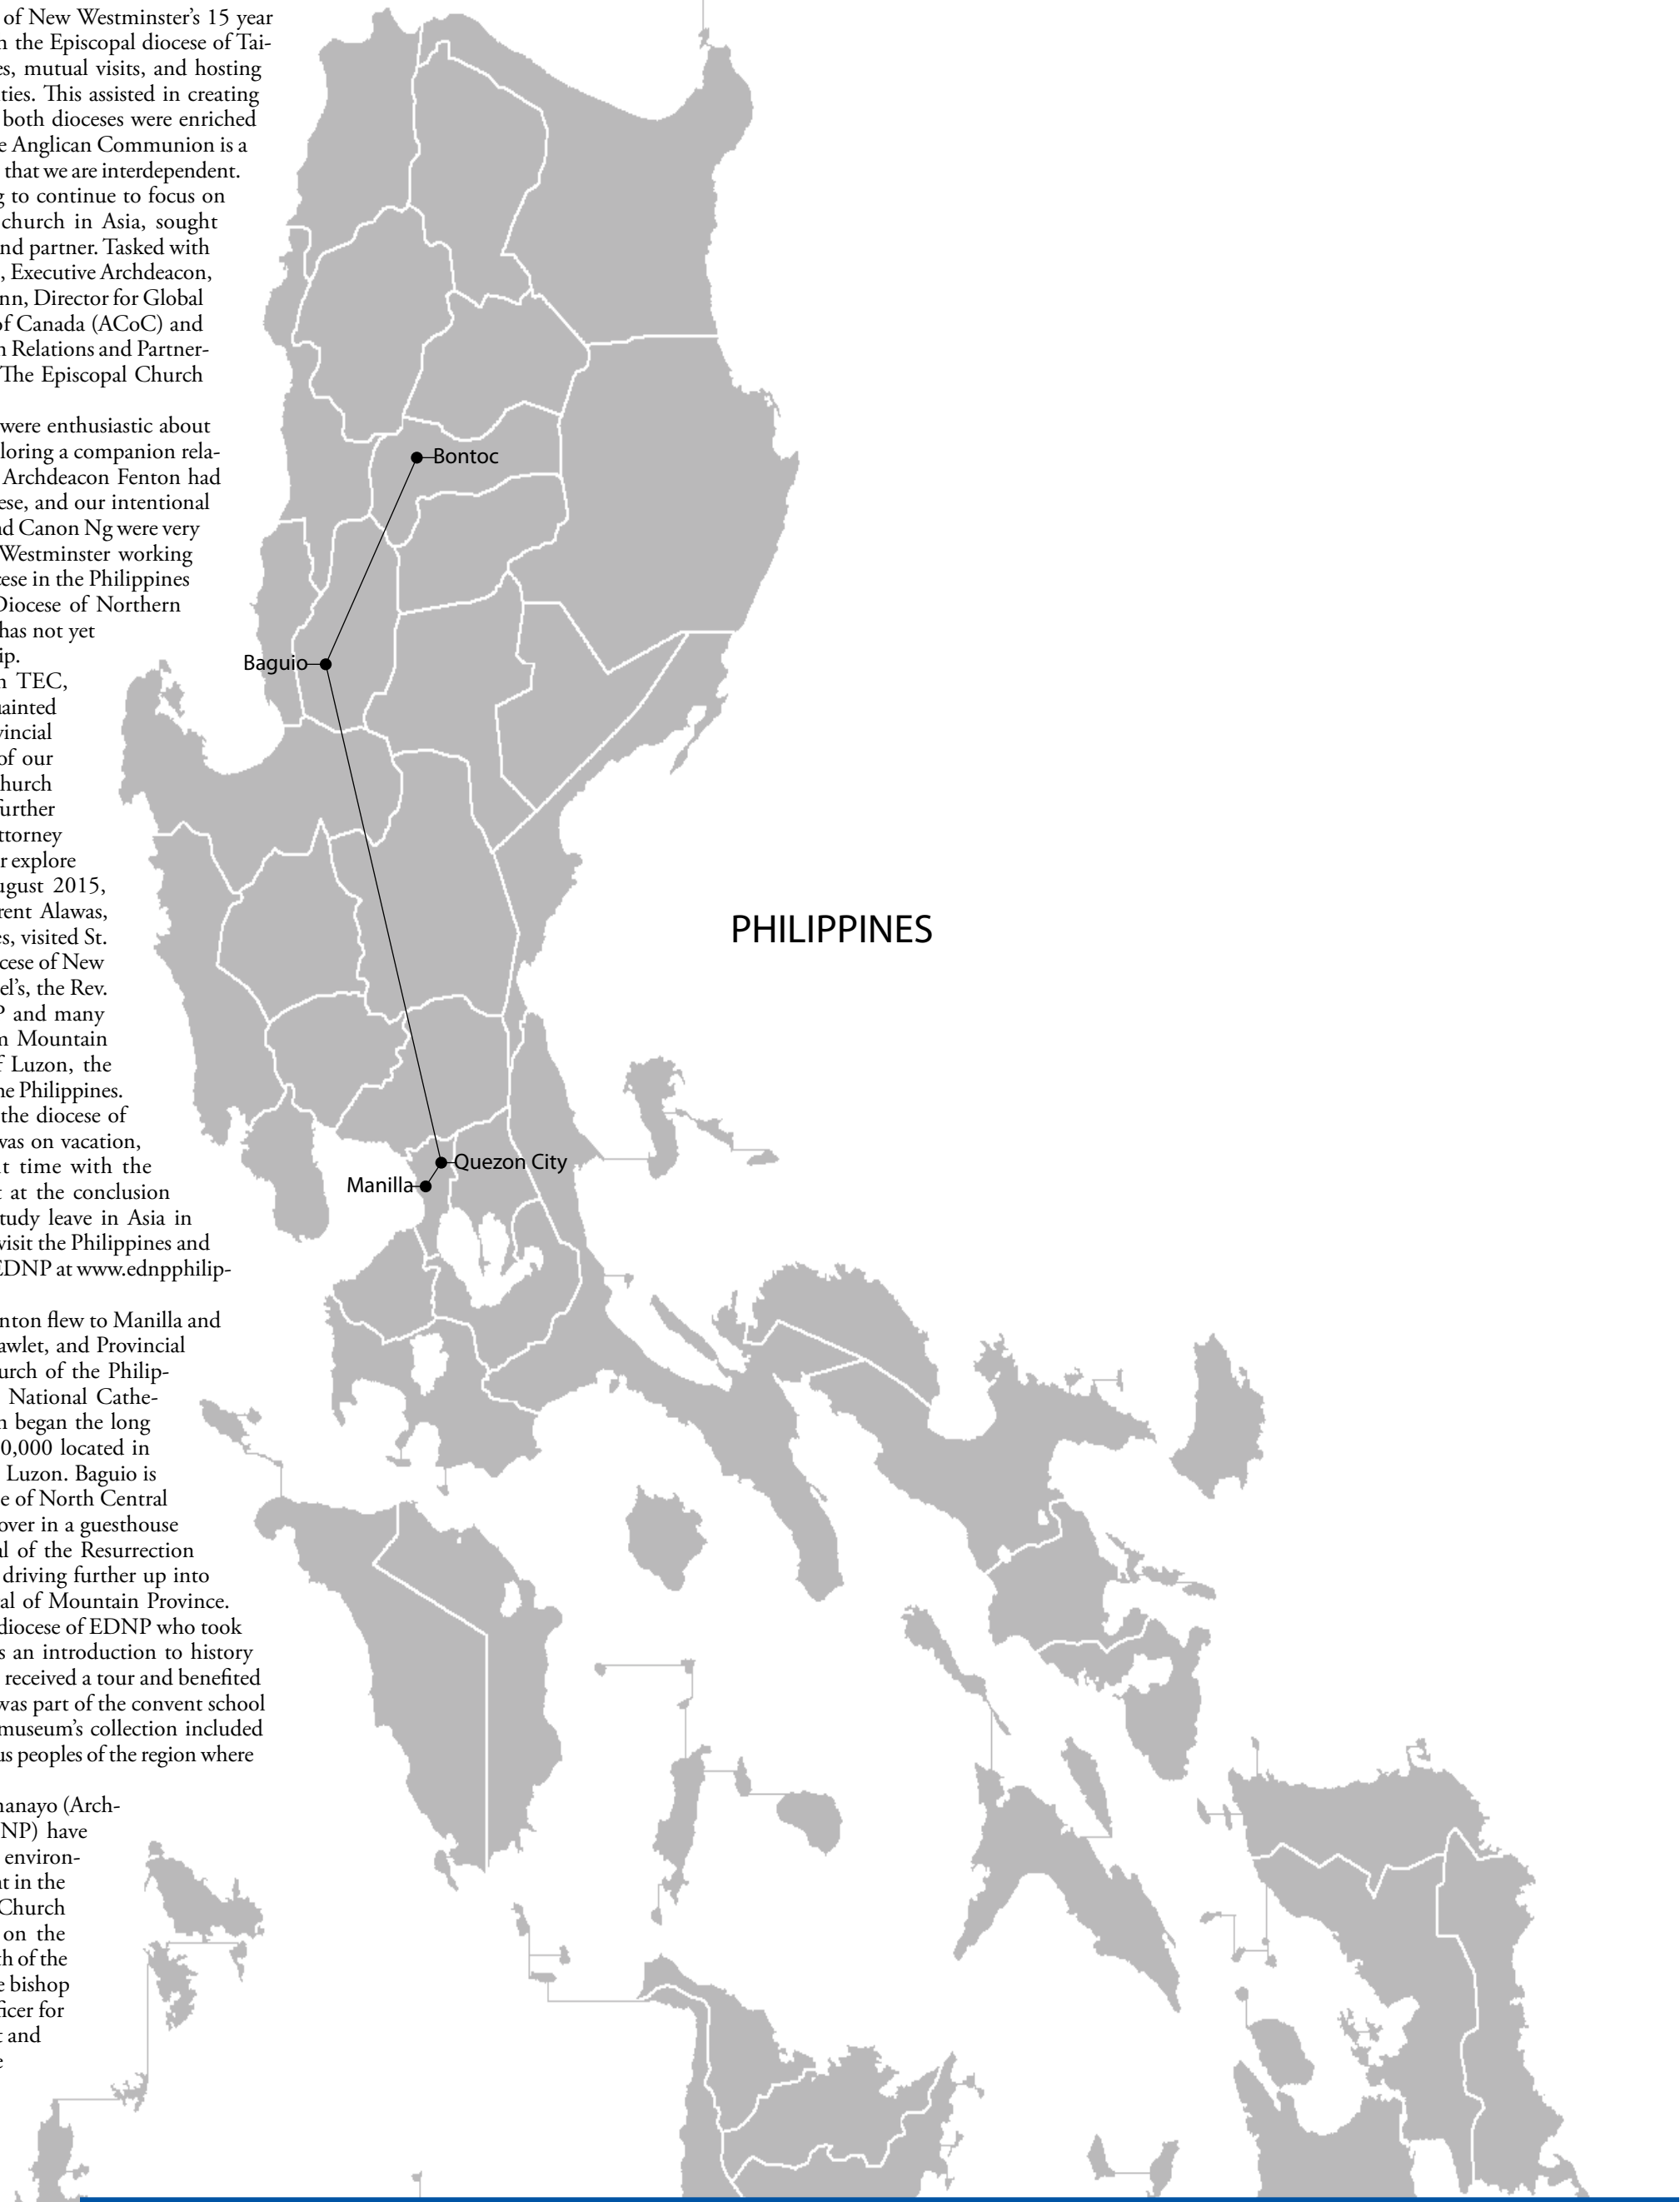 of New Westminster’s 15 year
n the Episcopal diocese of Tai-
es, mutual visits, and hosting
ties. This assisted in creating
both dioceses were enriched
e Anglican Communion is a
that we are interdependent.
g to continue to focus on
church in Asia, sought
nd partner. Tasked with
, Executive Archdeacon,
nn, Director for Global
of Canada (ACoC) and
n Relations and Partner-
The Episcopal Church
were enthusiastic about
loring a companion rela-
Archdeacon Fenton had
ese, and our intentional
nd Canon Ng were very
Westminster working
cese in the Philippines
Diocese of Northern
has not yet
ip.
n TEC,
uainted
vincial
of our
hurch
further
ttorney
r explore
ugust 2015,
rent Alawas,
es, visited St.
cese of New
el’s, the Rev.
P and many
n Mountain
f Luzon, the
he Philippines.
the diocese of
was on vacation,
t time with the
t at the conclusion
tudy leave in Asia in
visit the Philippines and
EDNP at www.ednpphilip-
nton flew to Manilla and
awlet, and Provincial
urch of the Philip-
National Cathe-
n began the long
0,000 located in
Luzon. Baguio is
e of North Central
over in a guesthouse
al of the Resurrection
driving further up into
al of Mountain Province.
diocese of EDNP who took
s an introduction to history
received a tour and benefited
was part of the convent school
museum’s collection included
us peoples of the region where
nanayo (Arch-
NP) have
environ-
nt in the
Church
on the
th of the
e bishop
ficer for
t and
e
Bontoc
Baguio
PHILIPPINES
Quezon City
Manilla